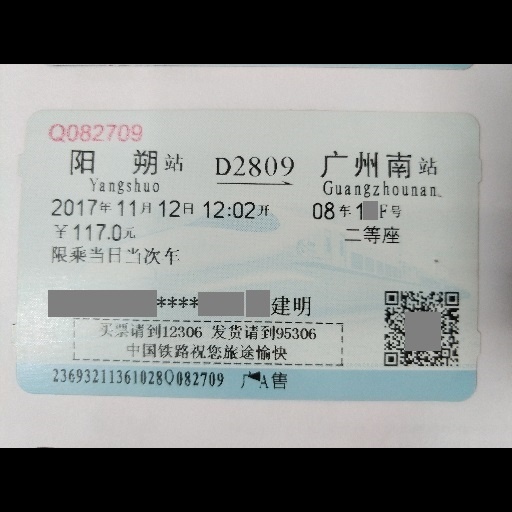 Q082709
阳 朔站 D2809 广州南站
Yangshuo Guangzhounan
2017年11月12日12:02开 08车1 F号
￥117.0元 二等座
限乘当日当次车
**** 建明
买票请到12306 发货请到95306
中国铁路祝您旅途愉快
23693211361028Q082709 广 A售